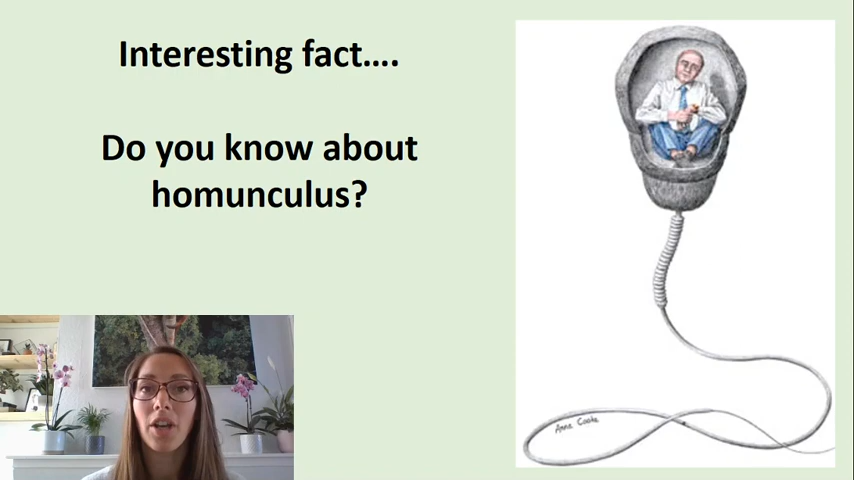 Interesting fact....
Do you know about
homunculus?
Anne Cooke